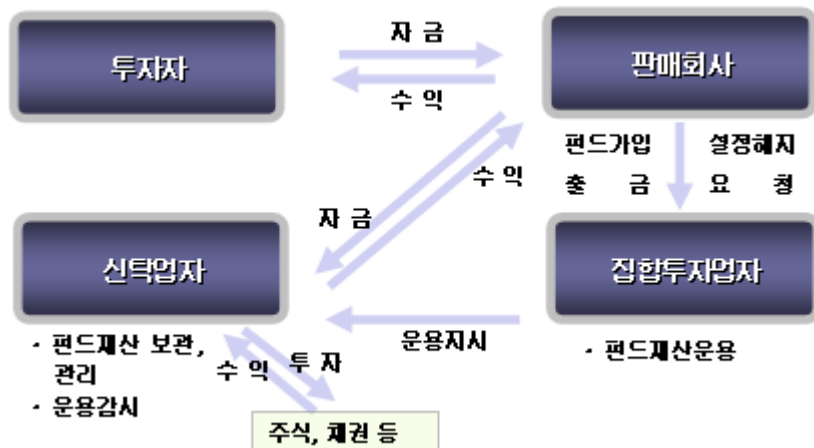 자 금
투자자
판매회사
수 익
펀드가입 설정해지
출 금 요 청
수 익
자 금
신탁업자
집합투자업자
운용지시
· 펀드재산 보관,
관리
· 운용감시
수 익
투 자
· 펀드재산운용
주식, 채권 등